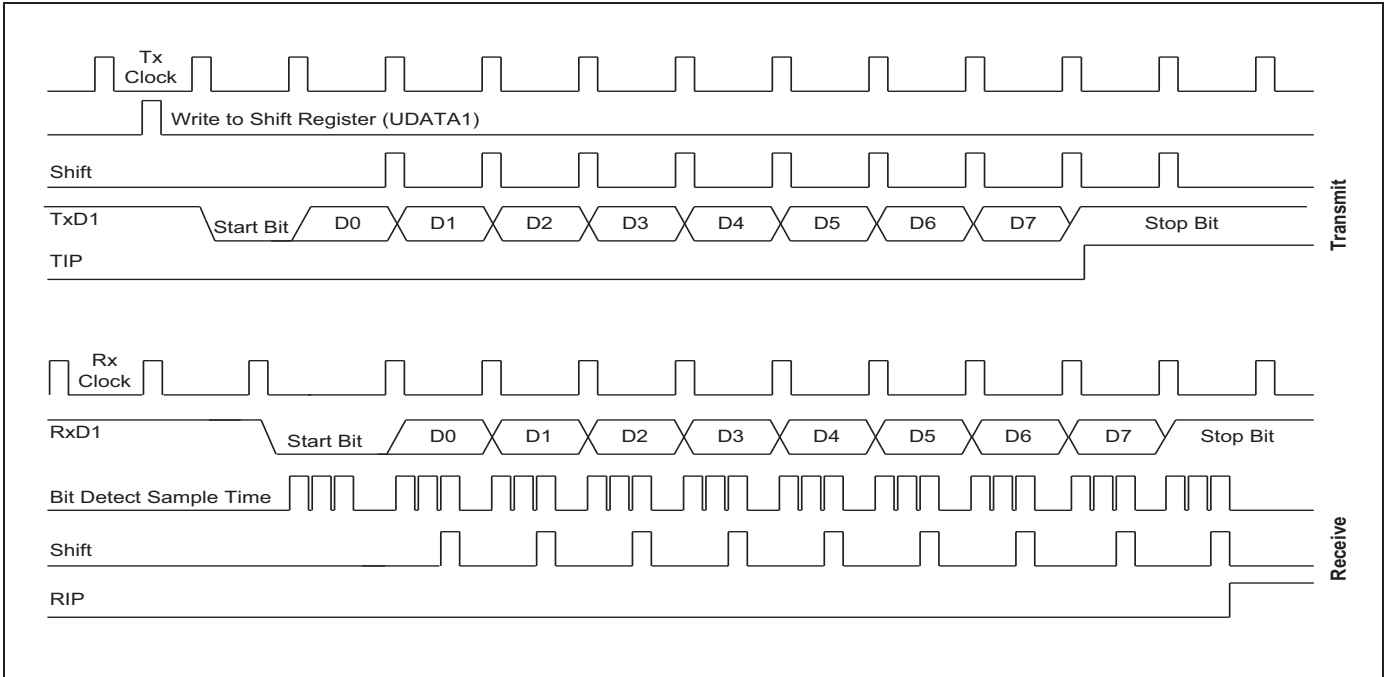 Tx
Clock
Write to Shift Register (UDATA1)
Shift
TxD1
Start Bit D0 D1 D2 D3 D4 D5 D6 D7 Stop Bit
TIP
Transmit
Rx
Clock
RxD1
Start Bit D0 D1 D2 D3 D4 D5 D6 D7 Stop Bit
Bit Detect Sample Time
Shift
RIP
Receive